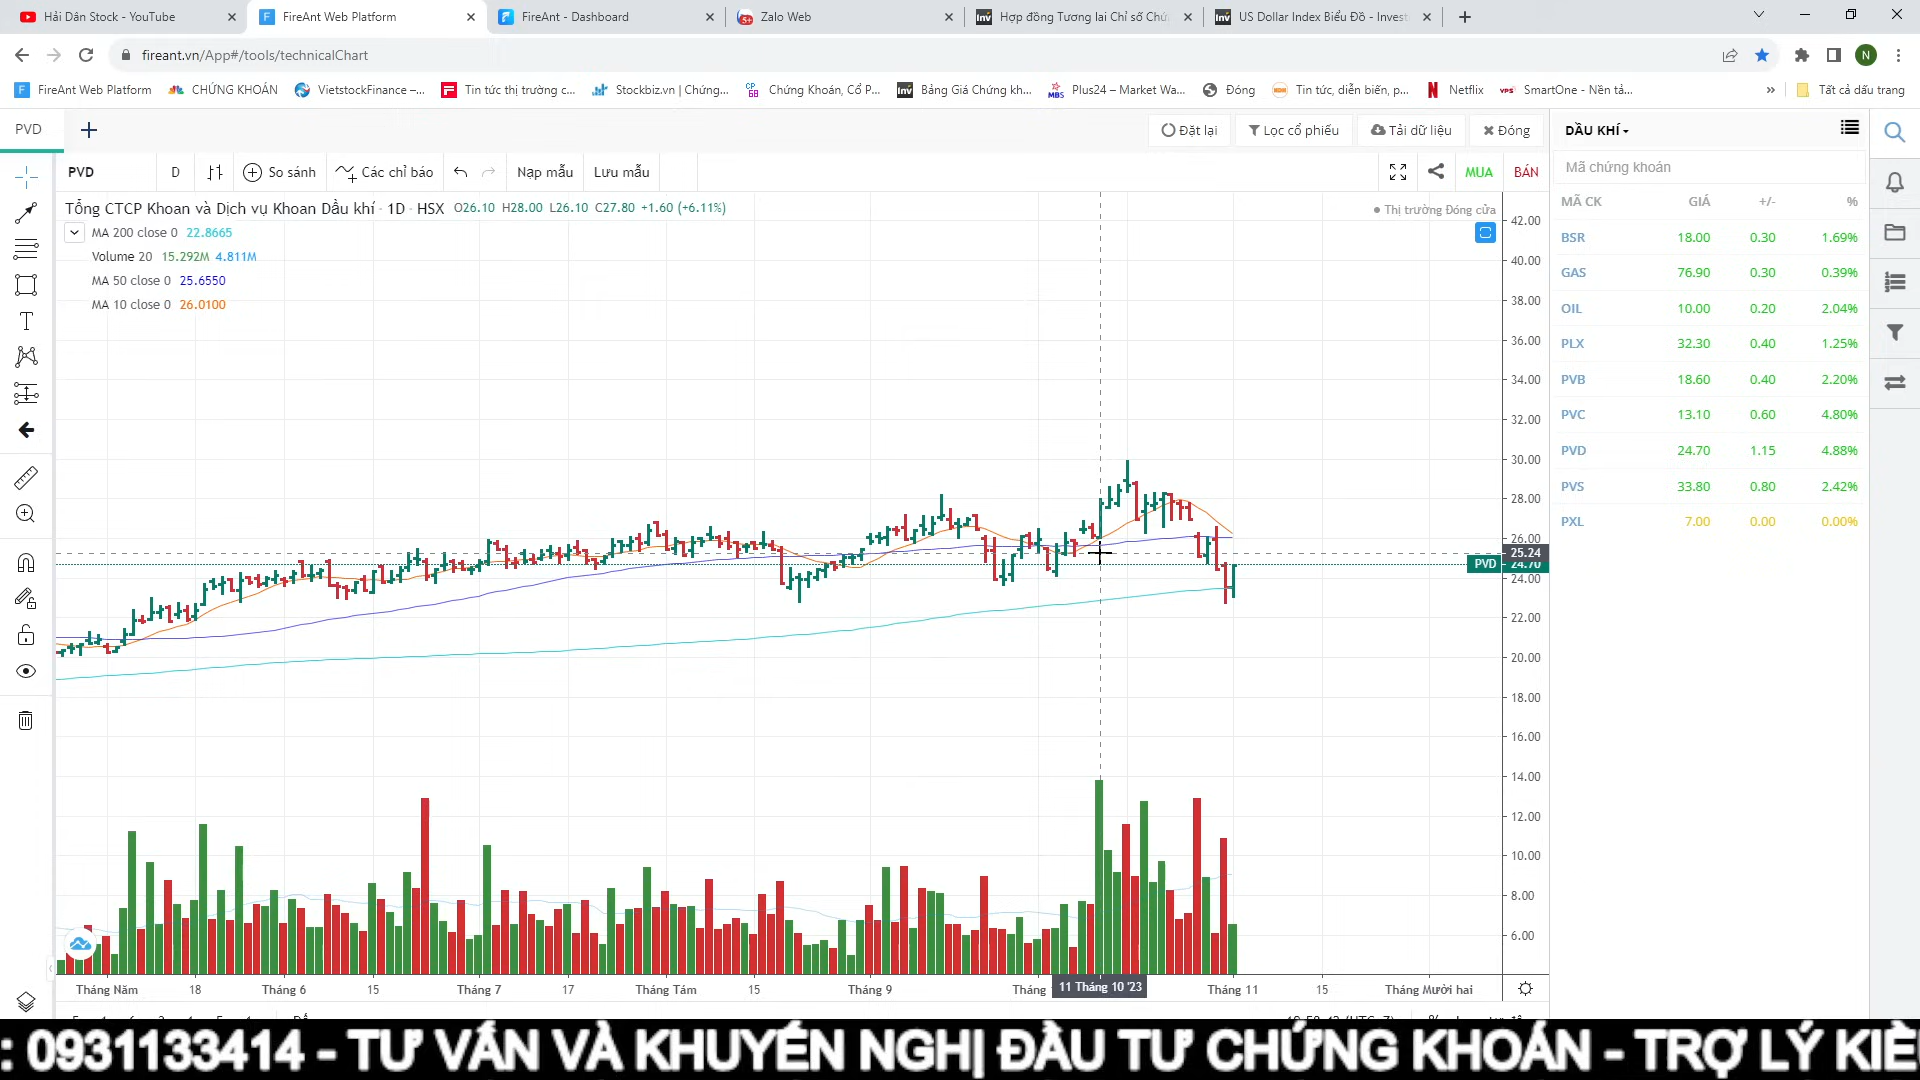 Hải Dân Stock - YouTube
FireAnt Web Platform
FireAnt - Dashboard
Zalo Web
Hợp đồng Tương lai Chỉ số Chứ
US Dollar Index Biểu Đồ - Invest
fireant.vn/App#/tools/technicalChart
N
FireAnt Web Platform
CHỨNG KHOÁN
VietstockFinance –...
Tin tức thị trường c...
Stockbiz.vn | Chứng...
Chứng Khoán, Cổ P...
Bảng Giá Chứng kh...
Plus24 – Market Wa...
Đóng
Tin tức, diễn biến, p...
Netflix
SmartOne - Nền tả...
Tất cả dấu trang
PVD
Đặt lại
Lọc cổ phiếu
Tải dữ liệu
Đóng
DẦU KHÍ
PVD
D
So sánh
Các chỉ báo
Nạp mẫu
Lưu mẫu
MUA
BÁN
Mã chứng khoán
Tổng CTCP Khoan và Dịch vụ Khoan Dầu khí · 1D · HSX O26.10 H28.00 L26.10 C27.80 +1.60 (+6.11%)
Thị trường Đóng cửa
MA 200 close 0 22.8665
Volume 20 15.292M 4.811M
MA 50 close 0 25.6550
MA 10 close 0 26.0100
42.00
40.00
38.00
36.00
34.00
32.00
30.00
28.00
26.00
25.24
PVD 24.70
24.00
22.00
20.00
18.00
16.00
14.00
12.00
10.00
8.00
6.00
MÃ CK GIÁ +/- %
BSR 18.00 0.30 1.69%
GAS 76.90 0.30 0.39%
OIL 10.00 0.20 2.04%
PLX 32.30 0.40 1.25%
PVB 18.60 0.40 2.20%
PVC 13.10 0.60 4.80%
PVD 24.70 1.15 4.88%
PVS 33.80 0.80 2.42%
PXL 7.00 0.00 0.00%
Tháng Năm 18 Tháng 6 15 Tháng 7 17 Tháng Tám 15 Tháng 9 Tháng 11 Tháng 10 '23 Tháng 11 15 Tháng Mười hai
: 0931133414 - TƯ VẤN VÀ KHUYẾN NGHỊ ĐẦU TƯ CHỨNG KHOÁN - TRỢ LÝ KIỀ